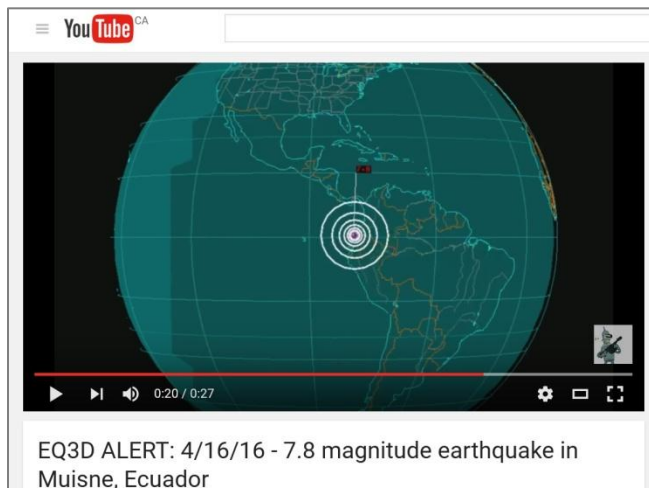 YouTube CA
0:20 / 0:27
EQ3D ALERT: 4/16/16 - 7.8 magnitude earthquake in
Muisne, Ecuador